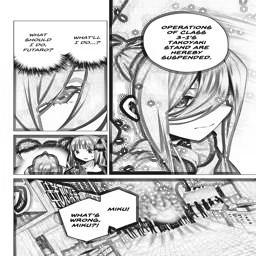 OPERATIONS
OF CLASS
3-1'S
TAKOYAKI
STAND ARE
HEREBY
SUSPENDED.
WHAT'LL
I DO...?
WHAT
SHOULD
I DO,
FUTARO?
MIKU!
WHAT'S
WRONG,
MIKU?!